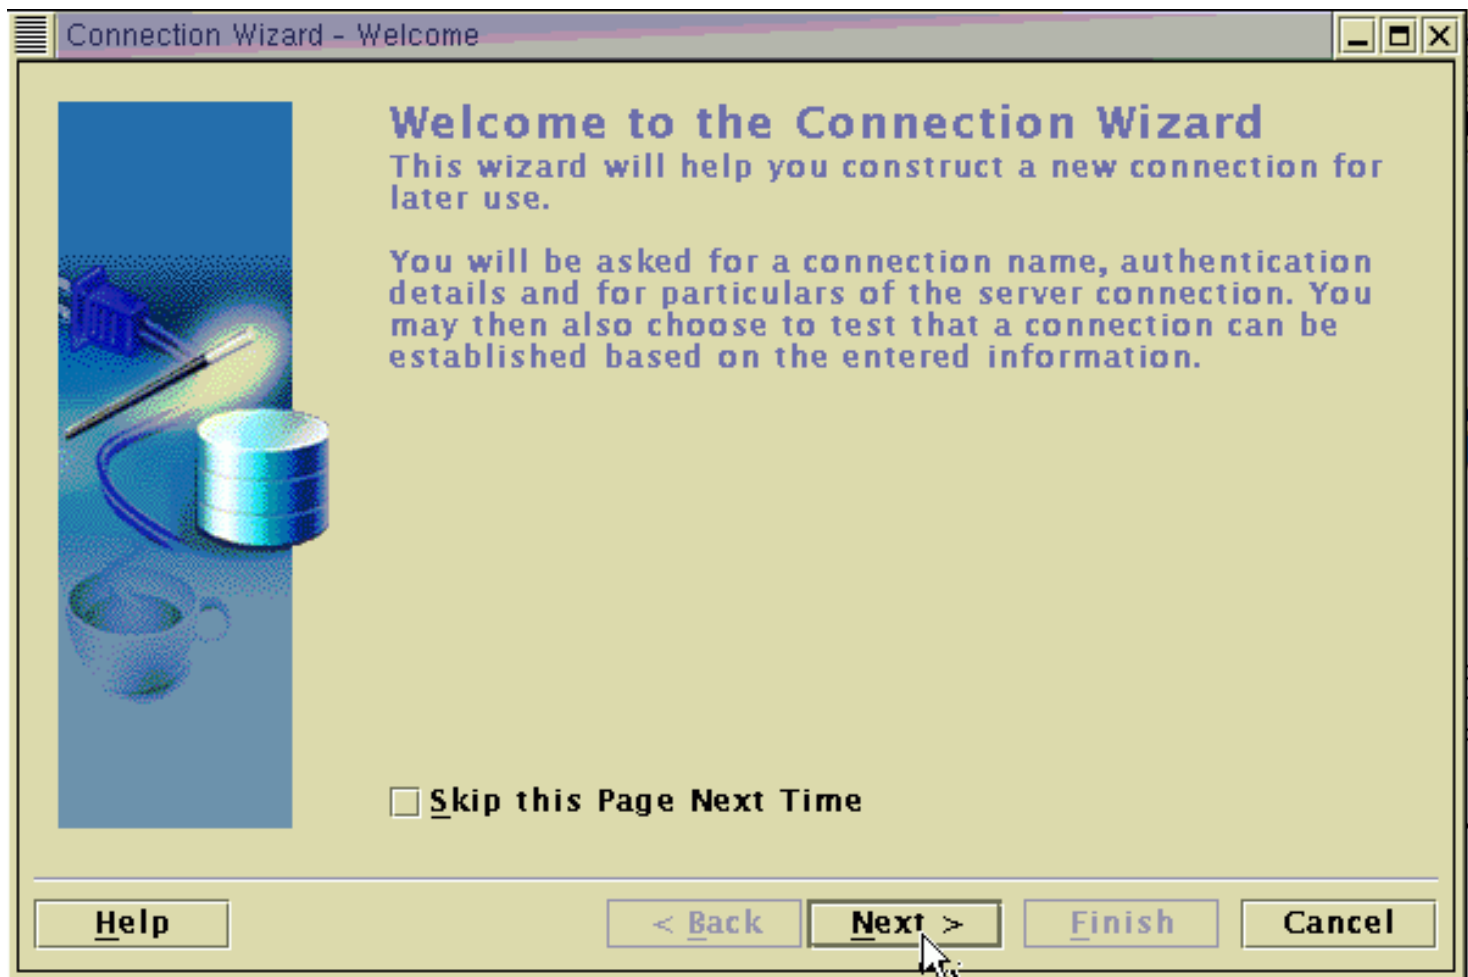 Connection Wizard - Welcome
Welcome to the Connection Wizard
This wizard will help you construct a new connection for
later use.
You will be asked for a connection name, authentication
details and for particulars of the server connection. You
may then also choose to test that a connection can be
established based on the entered information.
Skip this Page Next Time
Help
< Back
Next >
Finish
Cancel